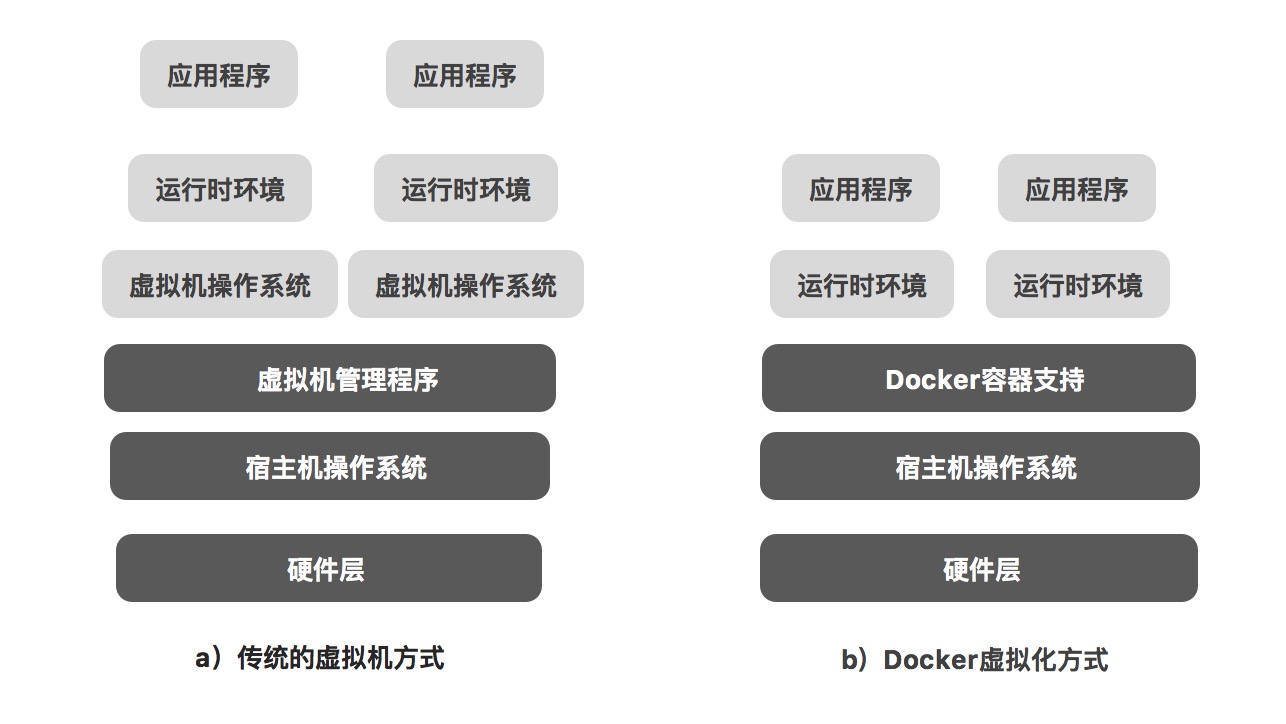 应用程序
应用程序
运行时环境
运行时环境
虚拟机操作系统
虚拟机操作系统
虚拟机管理程序
宿主机操作系统
硬件层
a）传统的虚拟机方式
应用程序
应用程序
运行时环境
运行时环境
Docker容器支持
宿主机操作系统
硬件层
b）Docker虚拟化方式